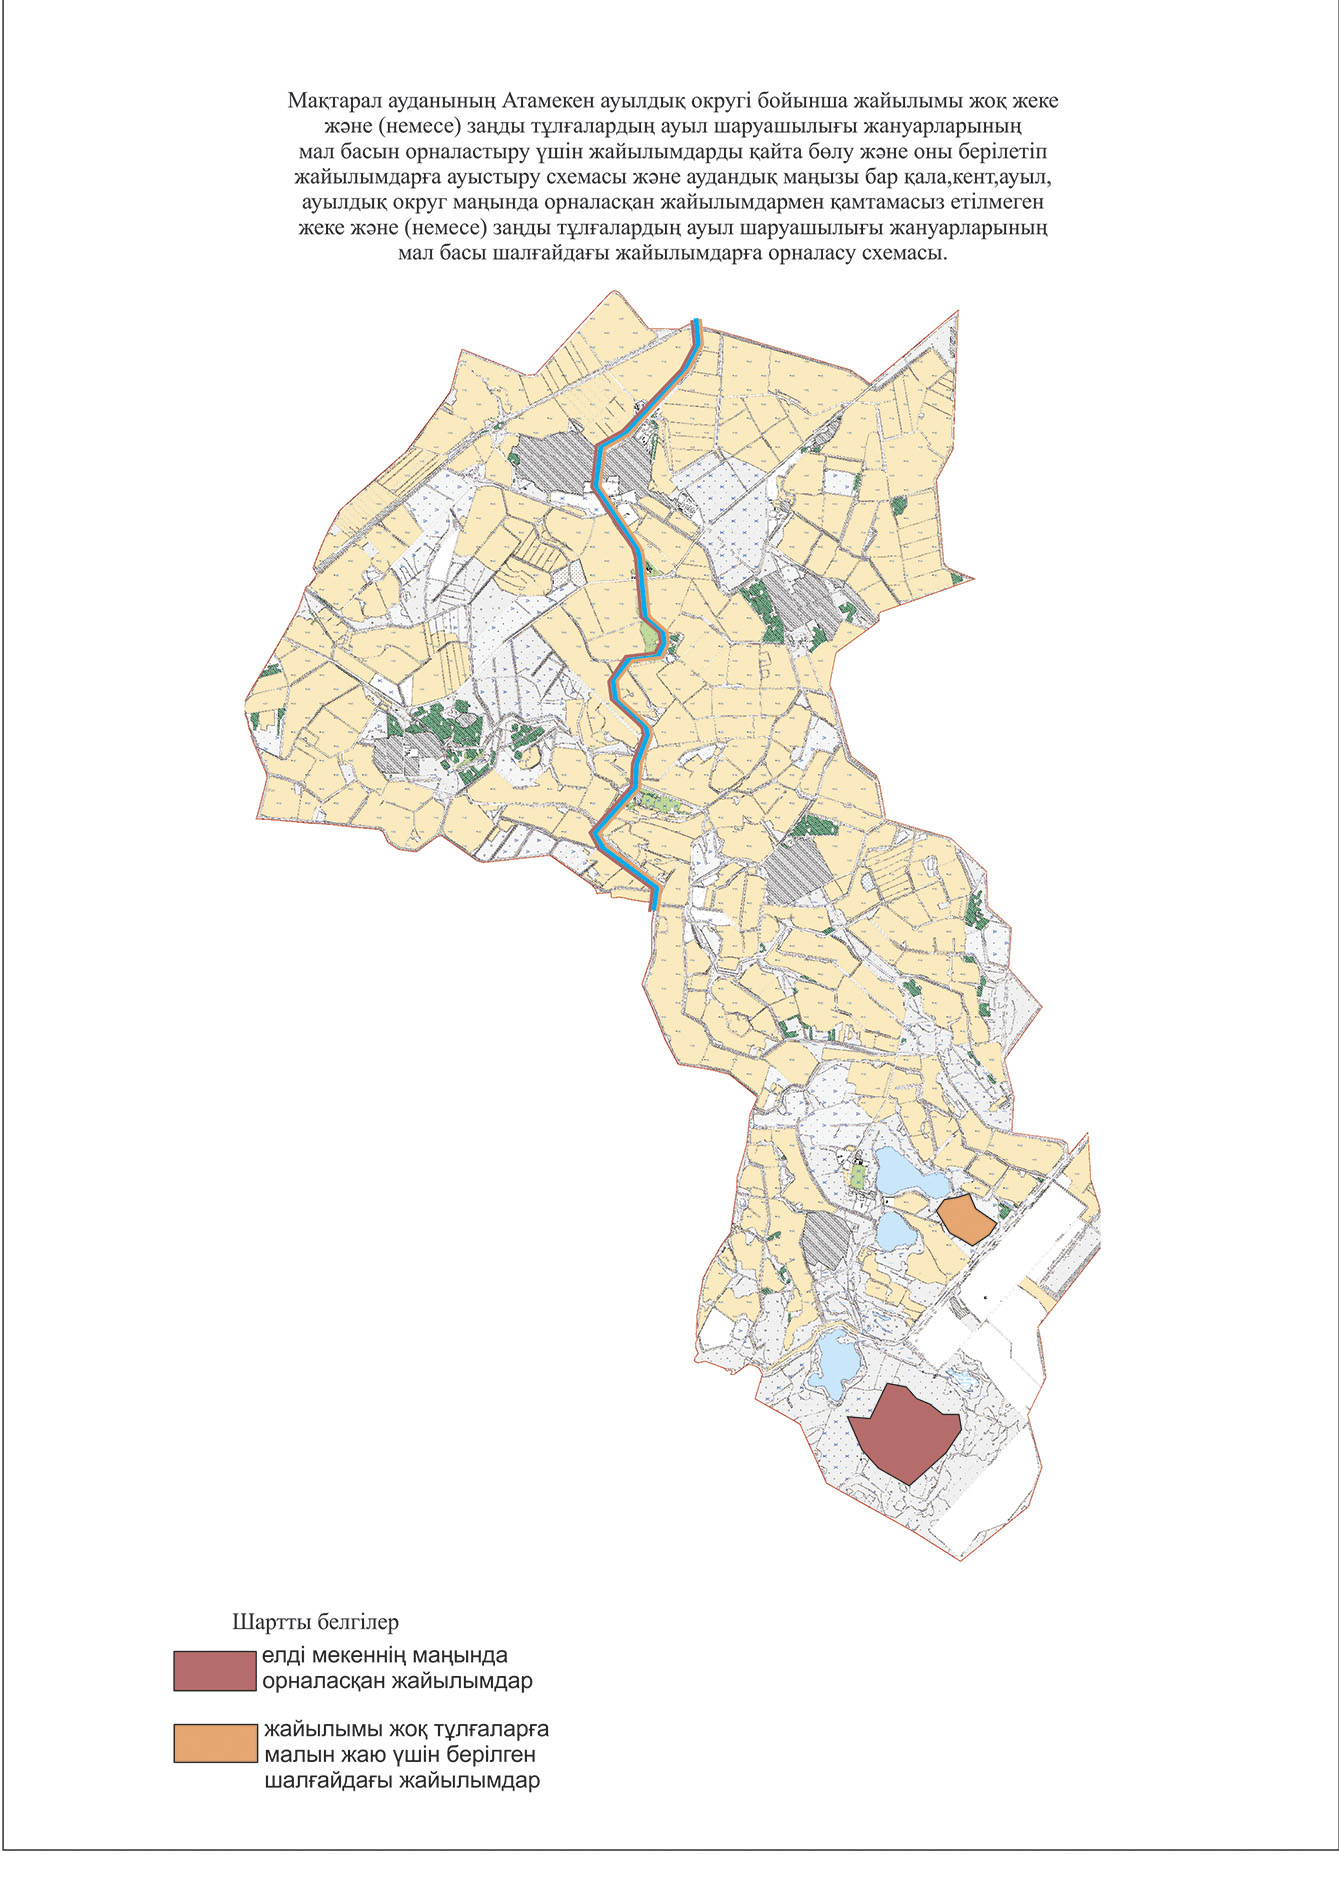 Мақтарал ауданының Атамекен ауылдық округі бойынша жайылымы жоқ жеке
және (немесе) заңды тұлғалардың ауыл шаруашылығы жануарларының
мал басын орналастыру үшін жайылымдарды қайта бөлу және оны берілетіп
жайылымдарға ауыстыру схемасы және аудандық маңызы бар қала,кент,ауыл,
ауылдық округ маңында орналасқан жайылымдармен қамтамасыз етілмеген
жеке және (немесе) заңды тұлғалардың ауыл шаруашылығы жануарларының
мал басы шалғайдағы жайылымдарға орналасу схемасы.
Шартты белгілер
елді мекеннің маңында
орналасқан жайылымдар
жайылымы жоқ тұлғаларға
малын жаю үшін берілген
шалғайдағы жайылымдар